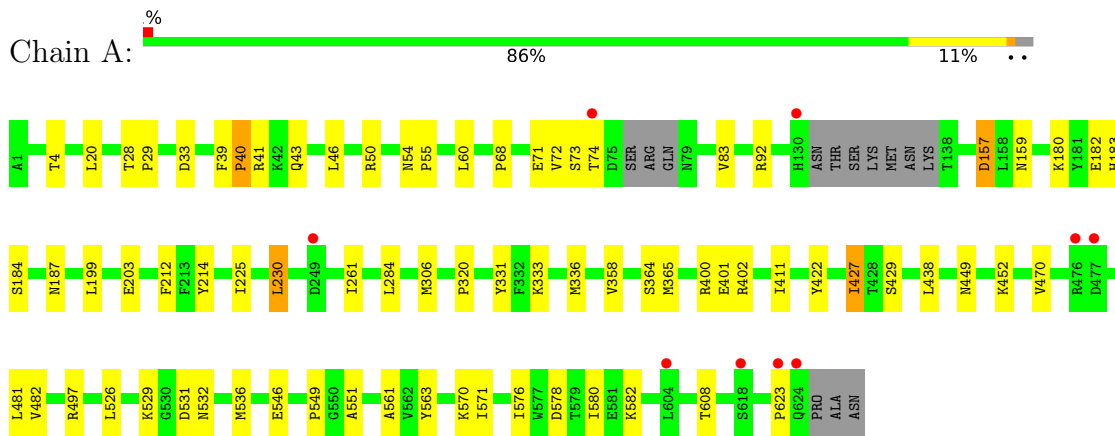 .%
Chain A:
86%
11%
• •
A1 T4 L20 T28 P29 D33 F39 P40 R41 K42 Q43 L46 R50 N54 P55 L60 P68 E71 V72 S73 T74 D75 SER ARG GLN N79 V83 R92 H130 ASN THR SER LYS MET ASN LYS T138 D157 L158 N159 K180 Y181 E182 H183
S184 N187 L199 E203 F212 F213 Y214 I225 L230 D249 I261 L284 M306 P320 Y331 F332 K333 M336 V358 S364 M365 R400 E401 R402 I411 Y422 I427 T428 S429 L438 N449 K452 V470 R476 D477
L481 V482 R497 L526 K529 G530 D531 N532 M536 E546 P549 G550 A551 A561 V562 Y563 K570 I571 I576 W577 D578 T579 I580 E581 K582 L604 T608 S618 P623 Q624 PRO ALA ASN